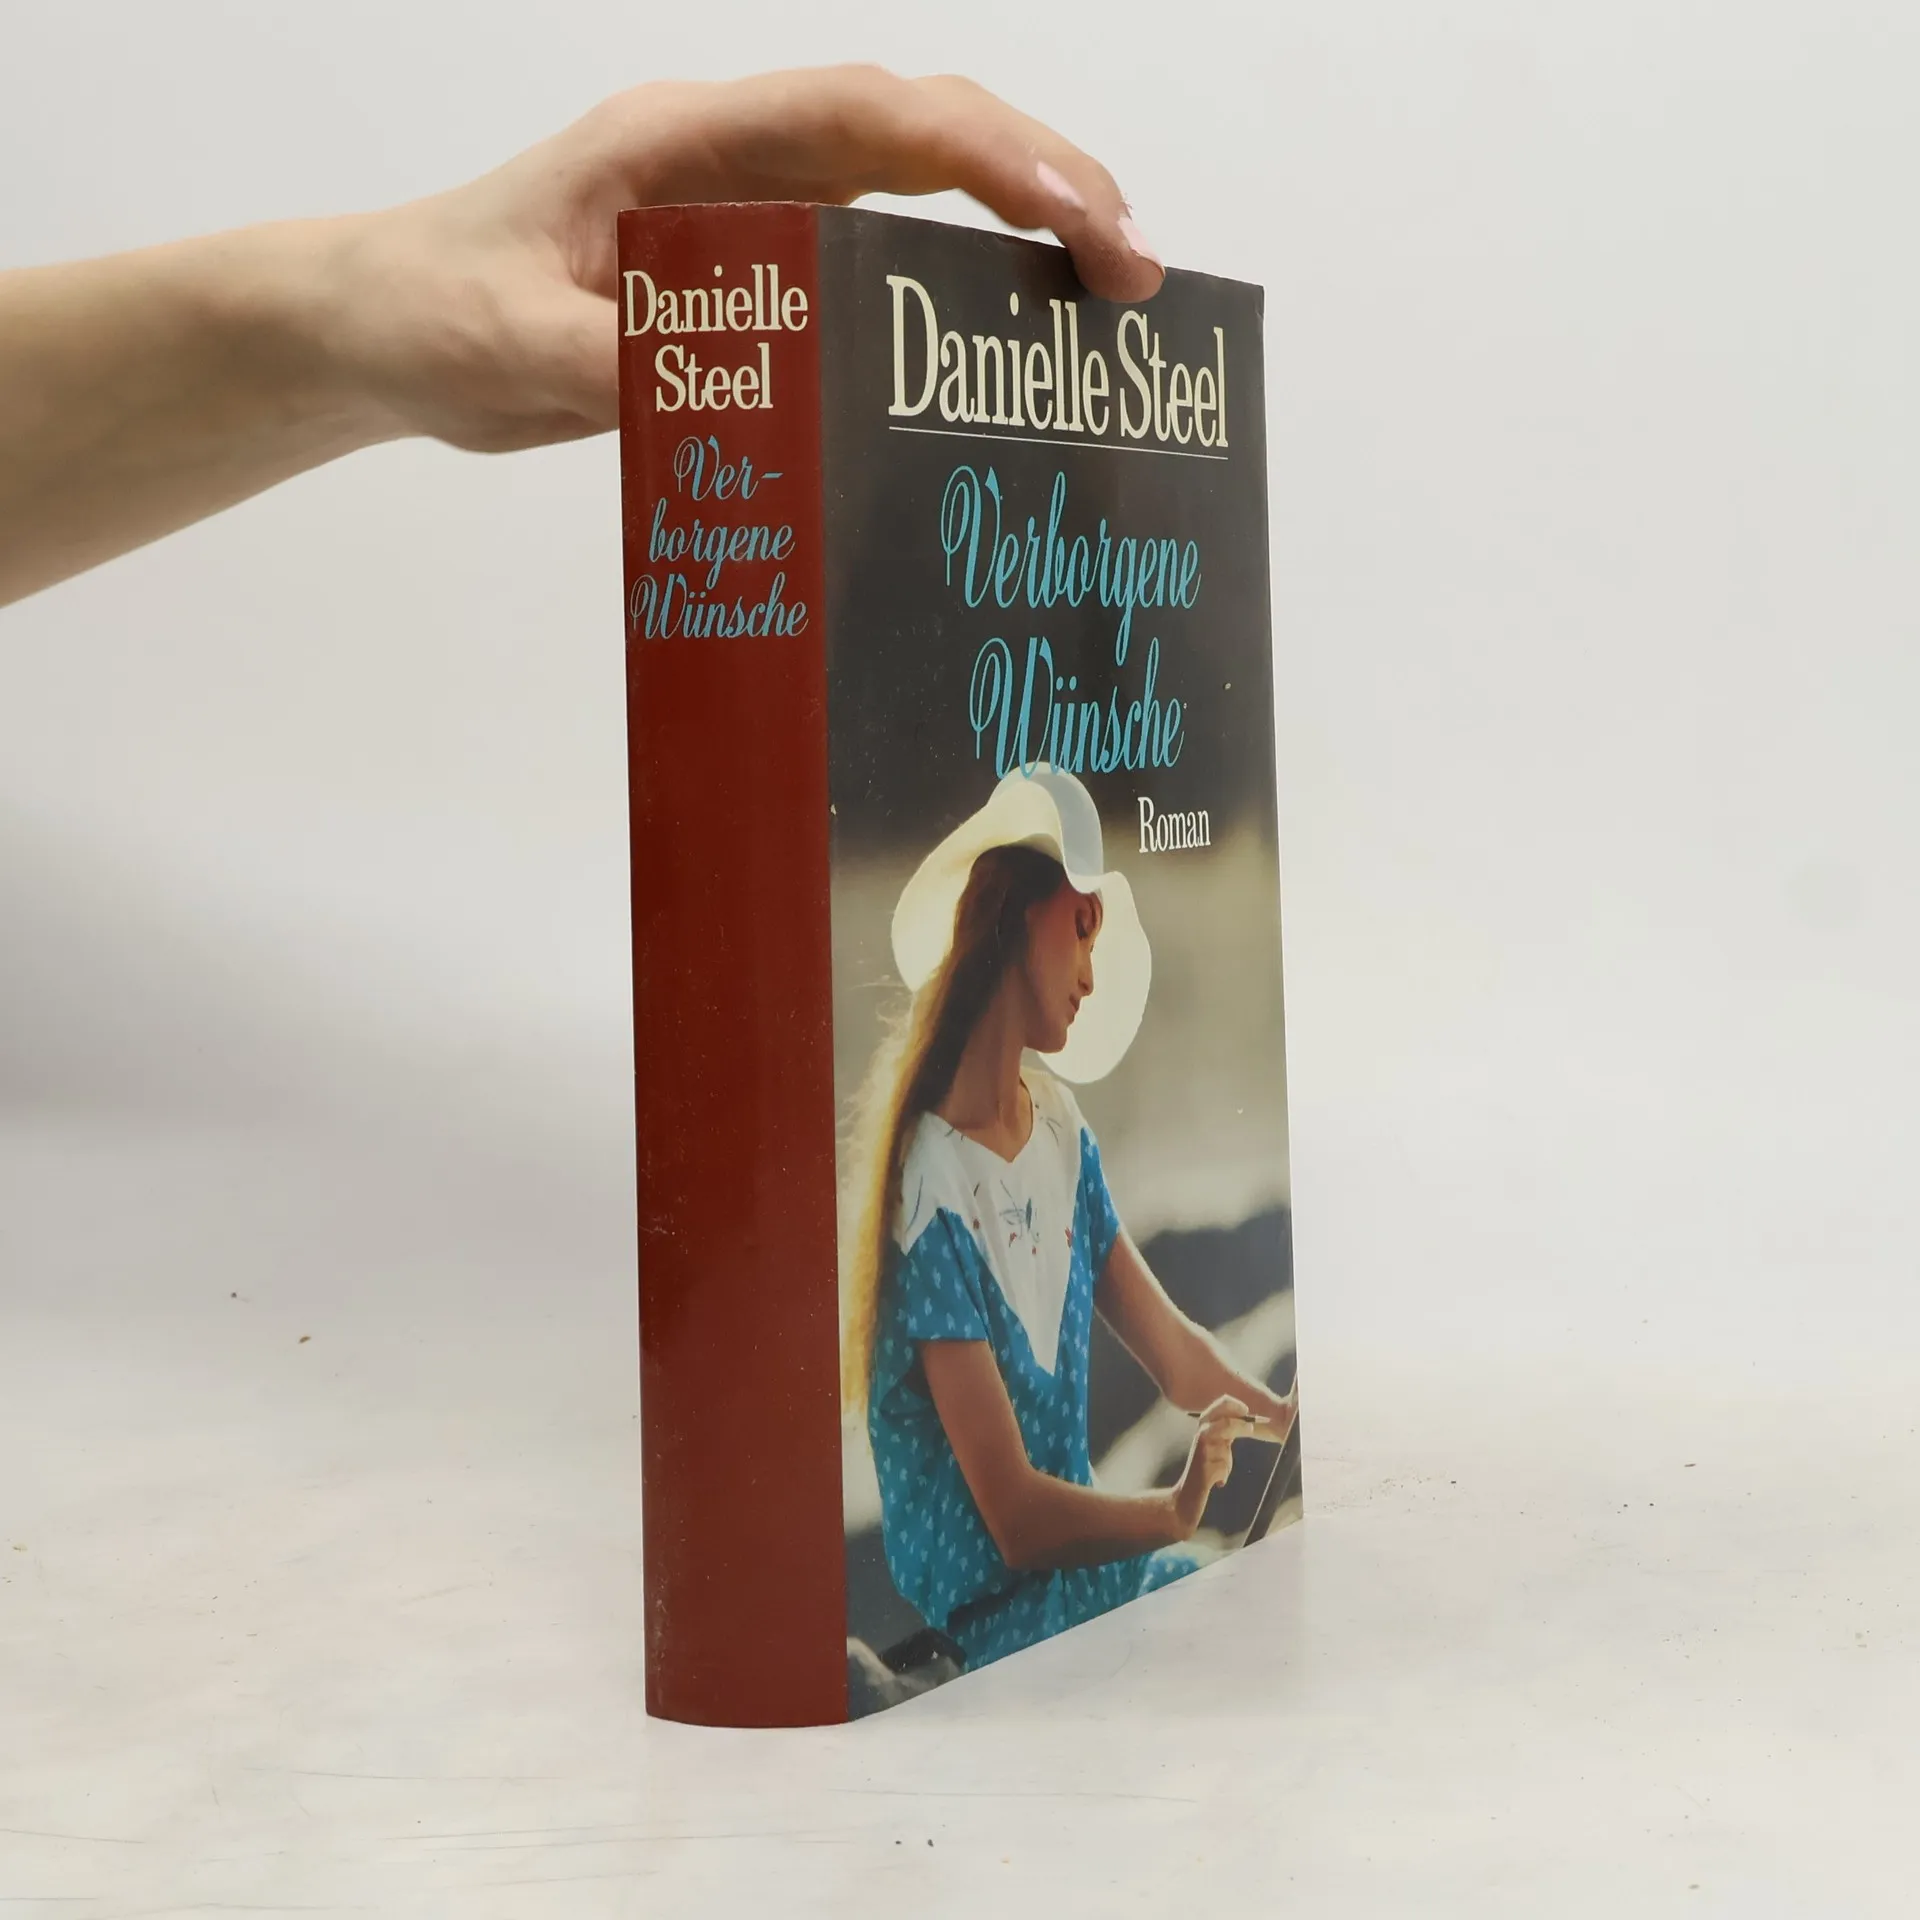 Danielle
Steel
Ver-
borgene
Wünsche
Danielle Steel
Verborgene
Wünsche
Roman